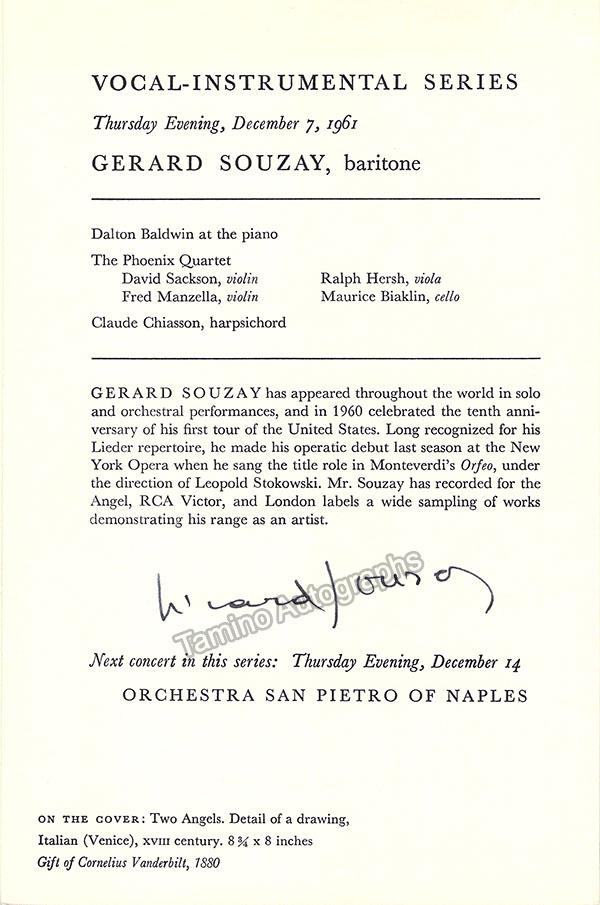 VOCAL-INSTRUMENTAL SERIES
Thursday Evening, December 7, 1961
GERARD SOUZAY, baritone
Dalton Baldwin at the piano
The Phoenix Quartet
David Sackson, violin Ralph Hersh, viola
Fred Manzella, violin Maurice Biaklin, cello
Claude Chiasson, harpsichord
GERARD SOUZAY has appeared throughout the world in solo
and orchestral performances, and in 1960 celebrated the tenth anni-
versary of his first tour of the United States. Long recognized for his
Lieder repertoire, he made his operatic debut last season at the New
York Opera when he sang the title role in Monteverdi's Orfeo, under
the direction of Leopold Stokowski. Mr. Souzay has recorded for the
Angel, RCA Victor, and London labels a wide sampling of works
demonstrating his range as an artist.
Gérard Souzay
Tamino Autographs
Next concert in this series: Thursday Evening, December 14
ORCHESTRA SAN PIETRO OF NAPLES
ON THE COVER: Two Angels. Detail of a drawing,
Italian (Venice), XVIII century. 8 ¾ x 8 inches
Gift of Cornelius Vanderbilt, 1880